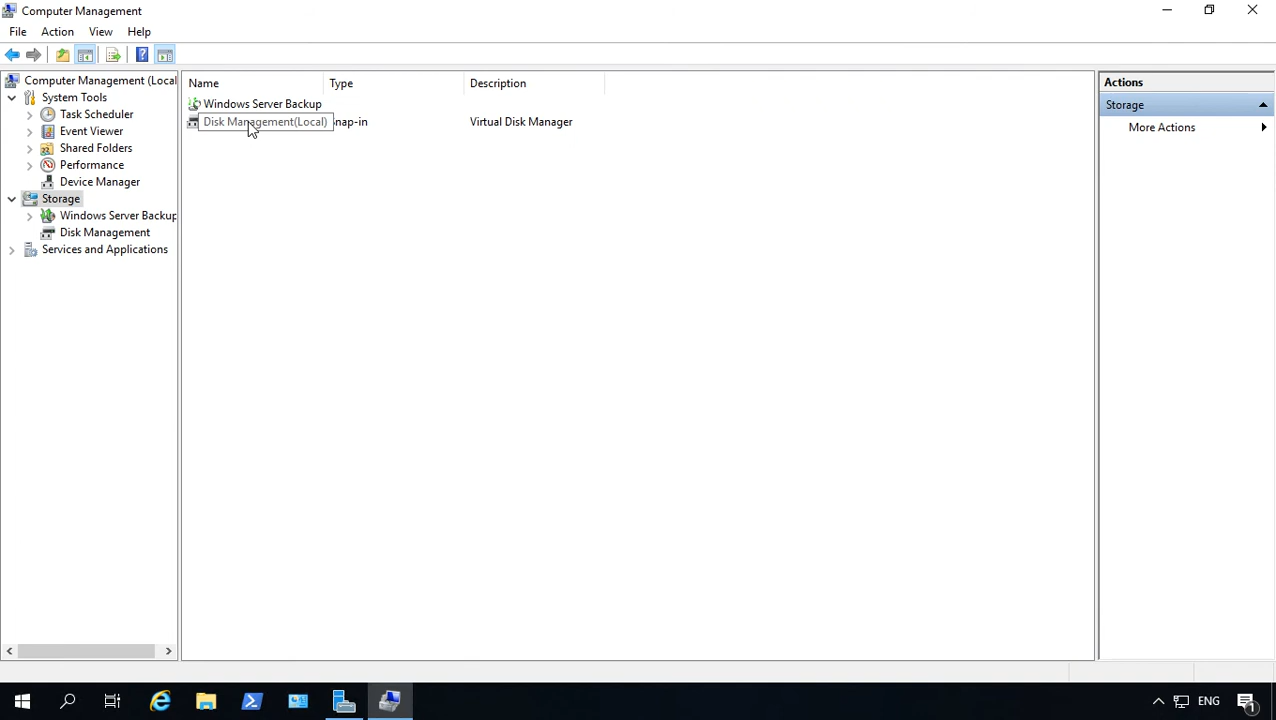 Computer Management
File Action View Help
Computer Management (Local
System Tools
Task Scheduler
Event Viewer
Shared Folders
Performance
Device Manager
Storage
Windows Server Backup
Disk Management
Services and Applications
Name Type Description
Windows Server Backup
Disk Management(Local) nap-in Virtual Disk Manager
Actions
Storage
More Actions
ENG
1